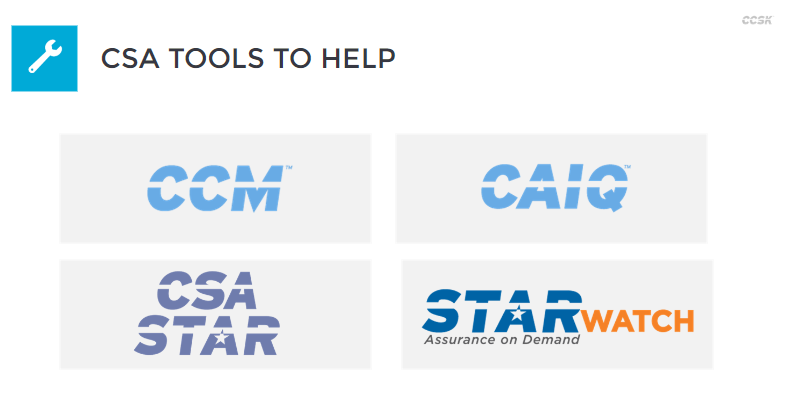 CCSK
CSA TOOLS TO HELP
CCM™
CAIQ™
CSA
STAR
STARWATCH
Assurance on Demand